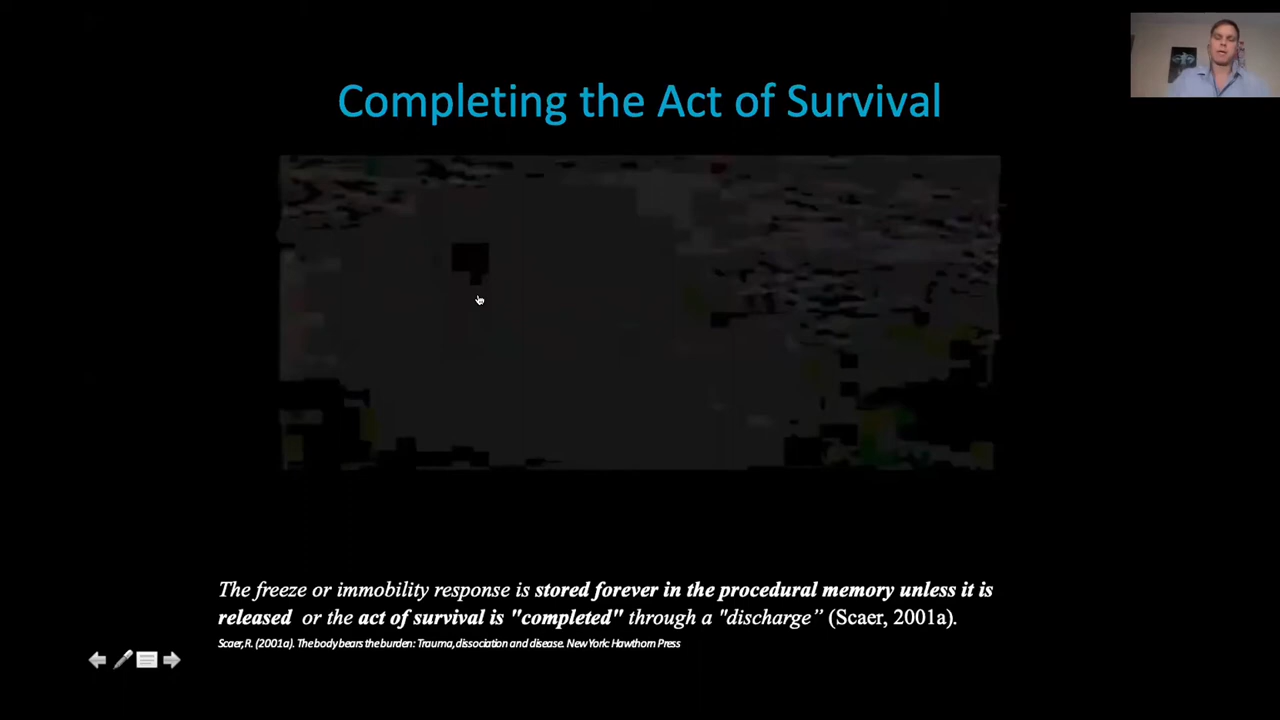 Completing the Act of Survival
The freeze or immobility response is stored forever in the procedural memory unless it is
released or the act of survival is "completed" through a "discharge” (Scaer, 2001a).
Scaer, R. (2001a). The body bears the burden: Trauma, dissociation and disease. New York: Hawthorn Press